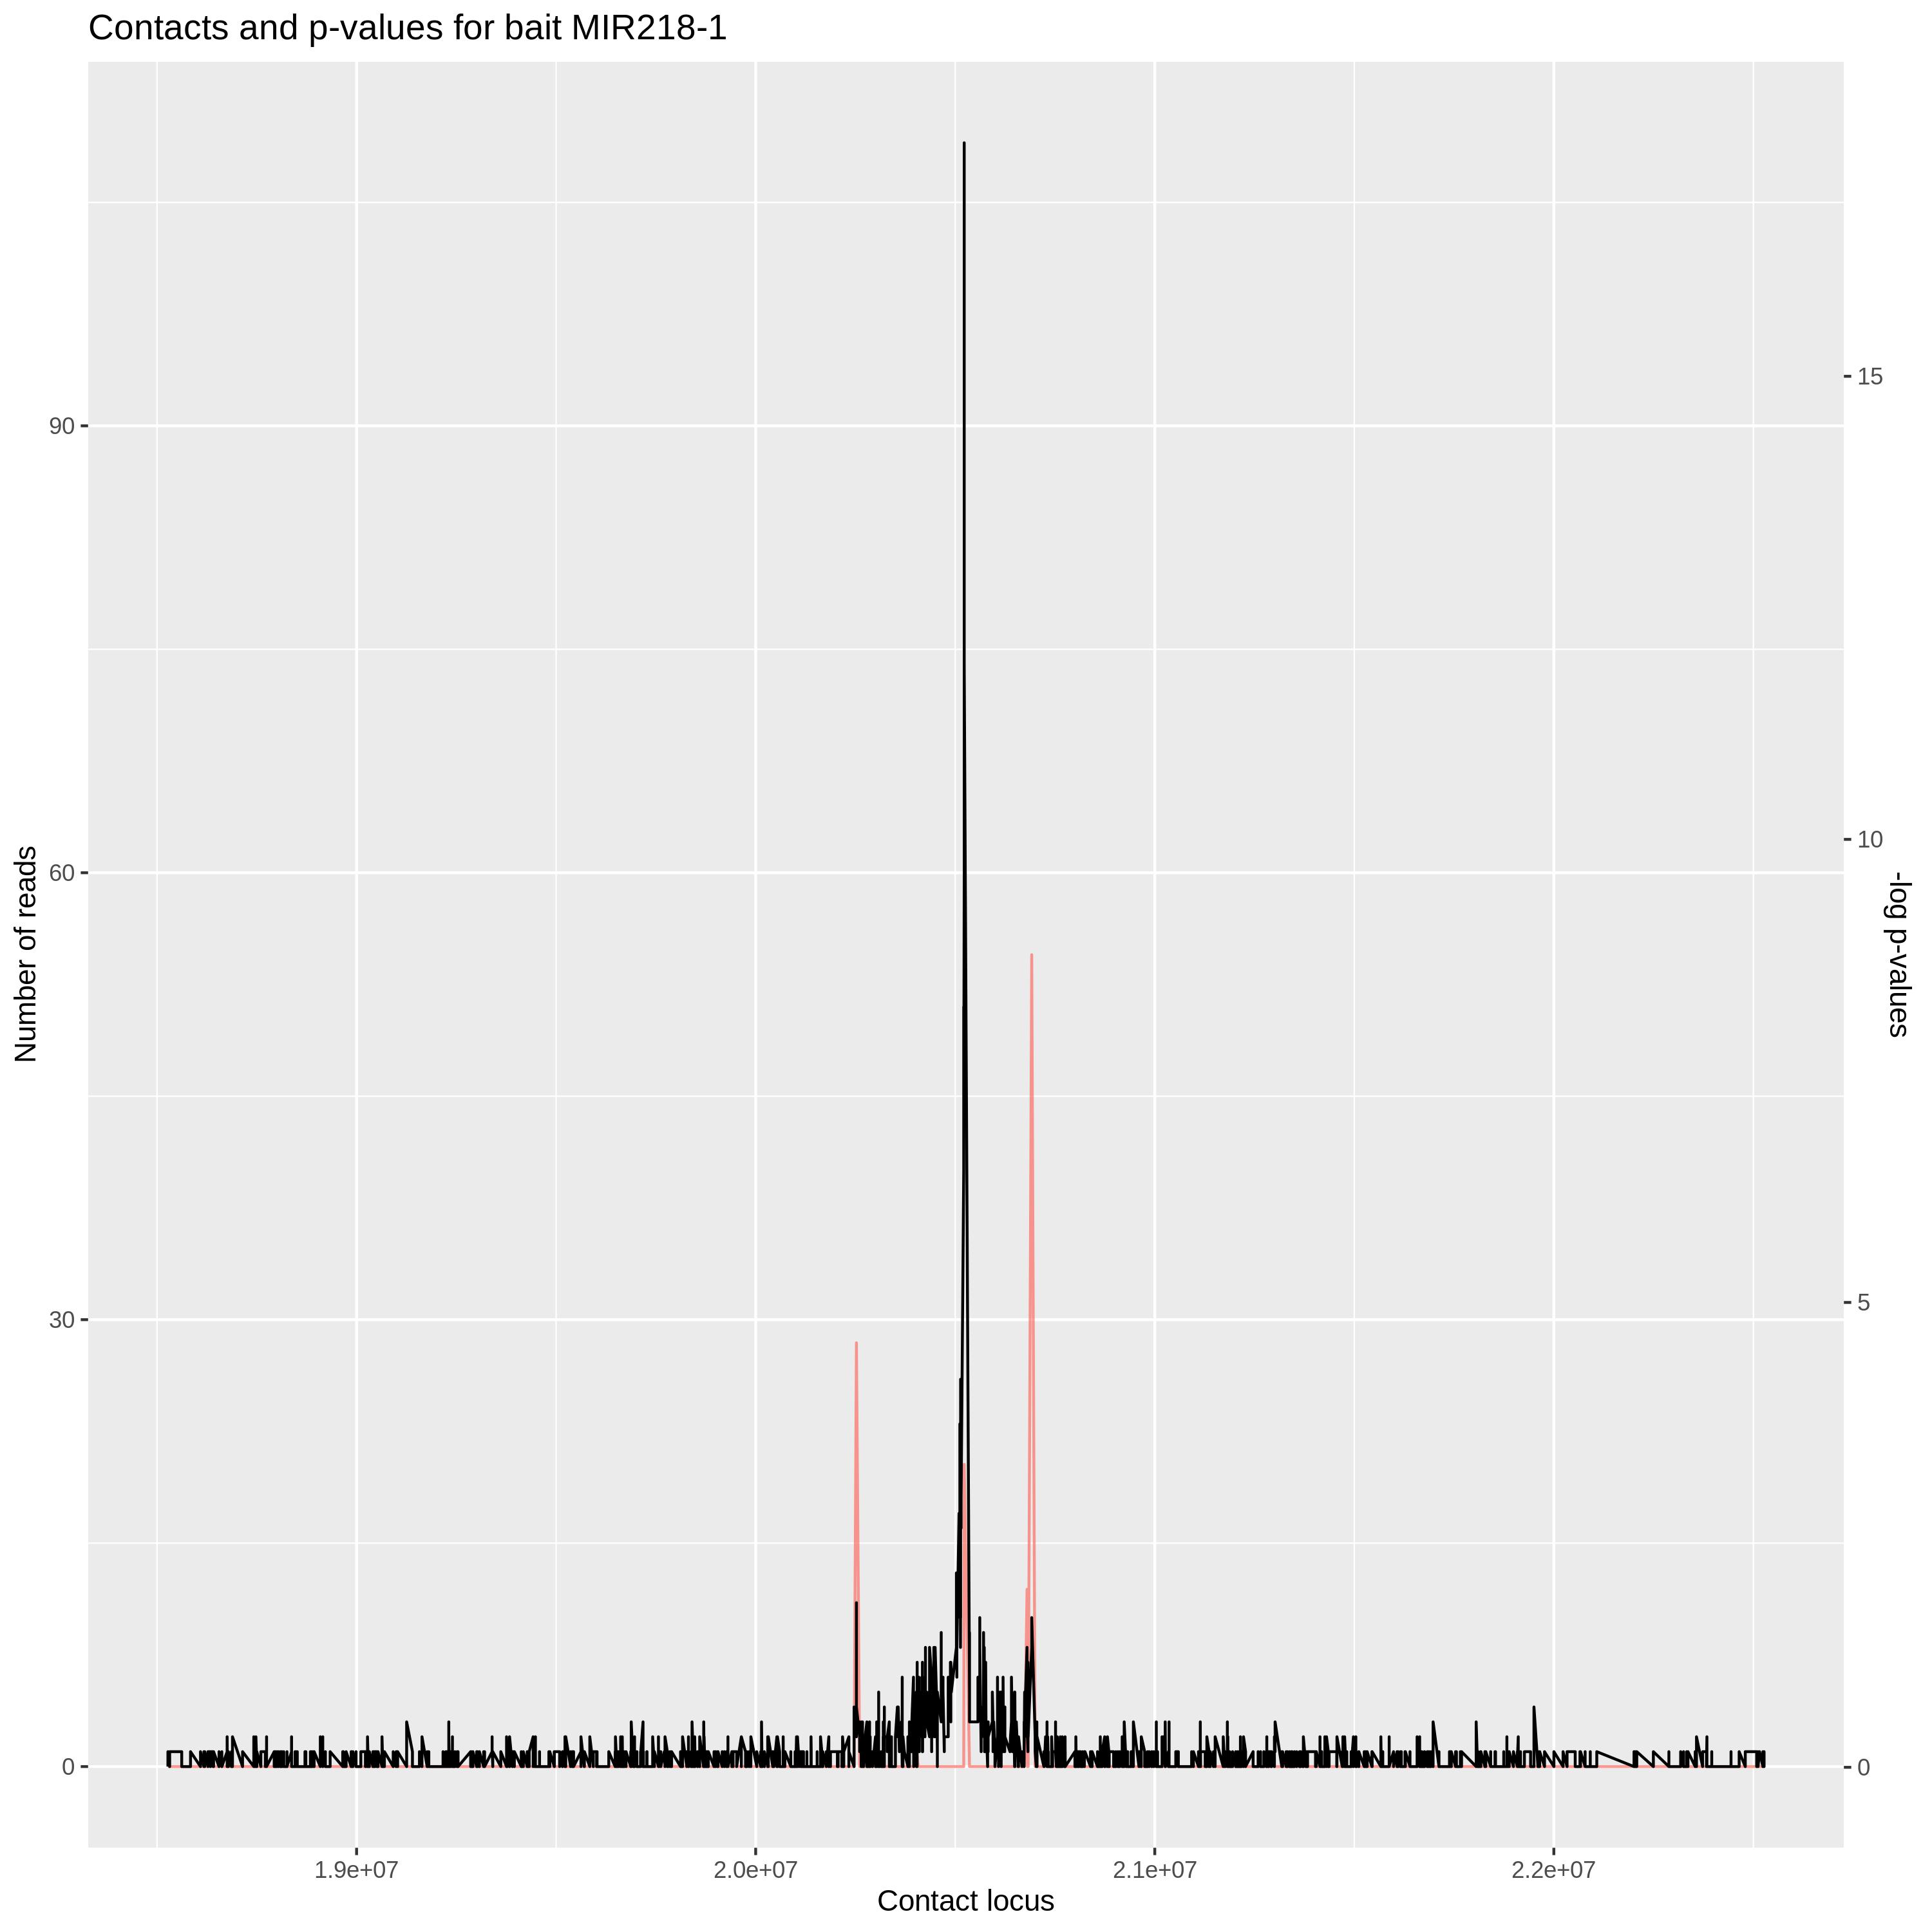 Contacts and p-values for bait MIR218-1
Number of reads
90
60
30
0
15
10
5
0
-log p-values
1.9e+07
2.0e+07
2.1e+07
2.2e+07
Contact locus